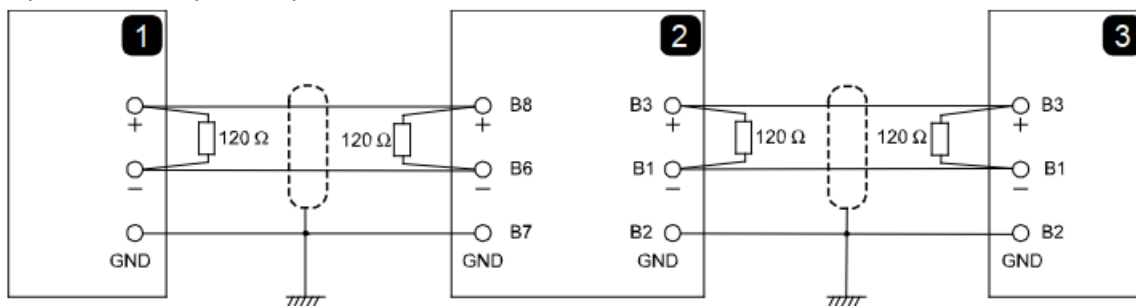 1 2 3
B8 B3 B3
+ + + +
120 Ω 120 Ω 120 Ω 120 Ω
B6 B1 B1
− − − −
B7 B2 B2
GND GND GND GND